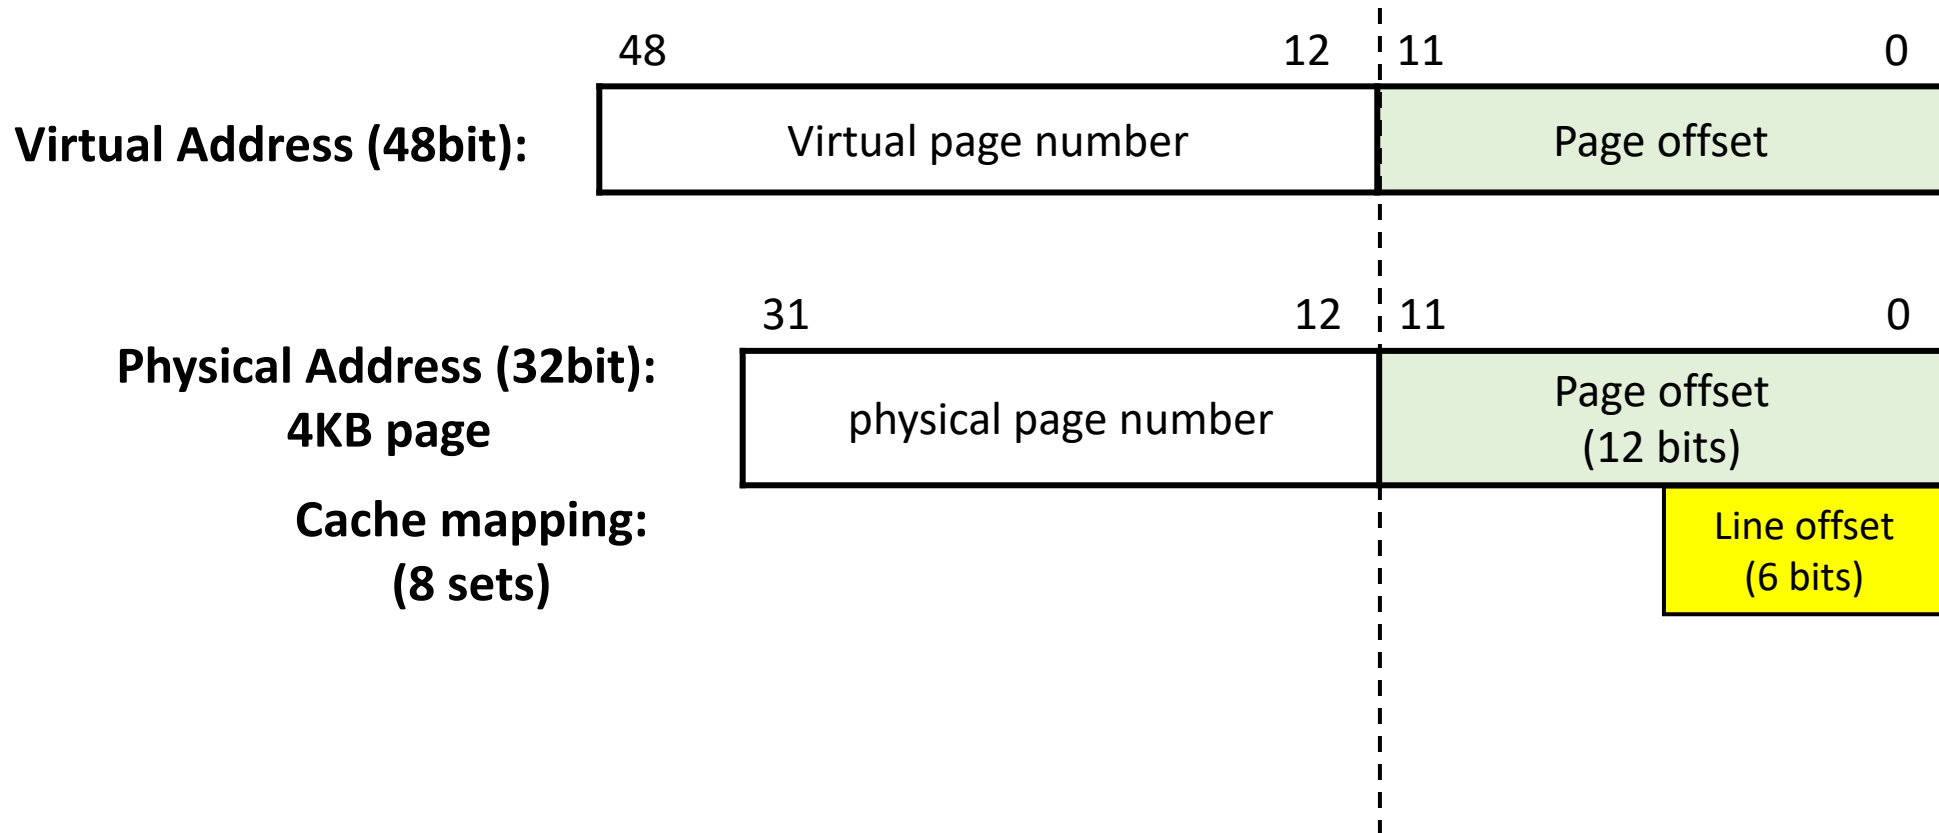 48 12 11 0
Virtual Address (48bit):
Virtual page number
Page offset
31 12 11 0
Physical Address (32bit):
4KB page
physical page number
Page offset
(12 bits)
Cache mapping:
(8 sets)
Line offset
(6 bits)